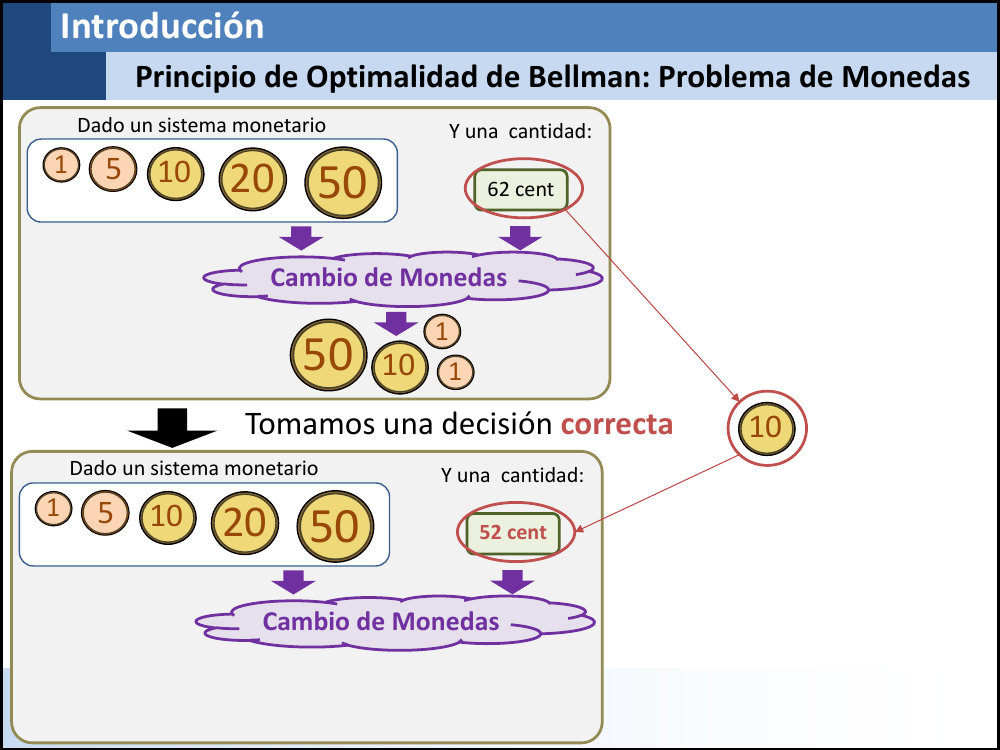 Introducción
Principio de Optimalidad de Bellman: Problema de Monedas
Dado un sistema monetario
Y una cantidad:
1 5 10 20 50
62 cent
Cambio de Monedas
50 10 1
1
Tomamos una decisión correcta
10
Dado un sistema monetario
Y una cantidad:
1 5 10 20 50
52 cent
Cambio de Monedas